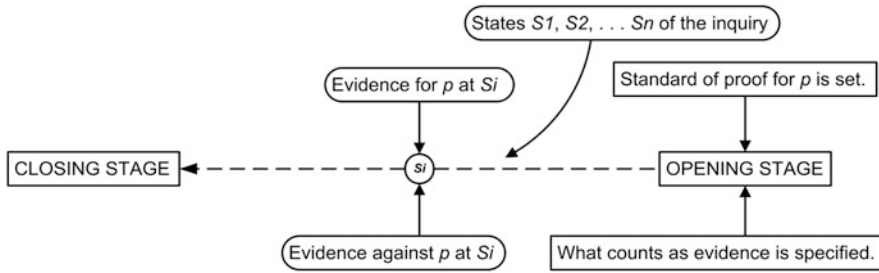 States S1, S2, . . . Sn of the inquiry
Evidence for p at Si
Standard of proof for p is set.
CLOSING STAGE
Si
OPENING STAGE
Evidence against p at Si
What counts as evidence is specified.